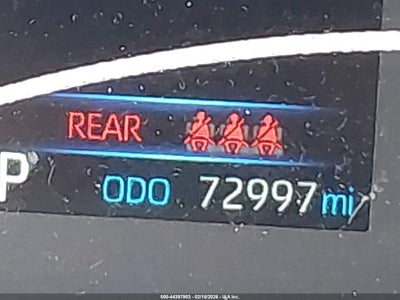 REAR
P
ODO 72997 mi
000-44397903 - 02/18/2026 - IAA Inc.